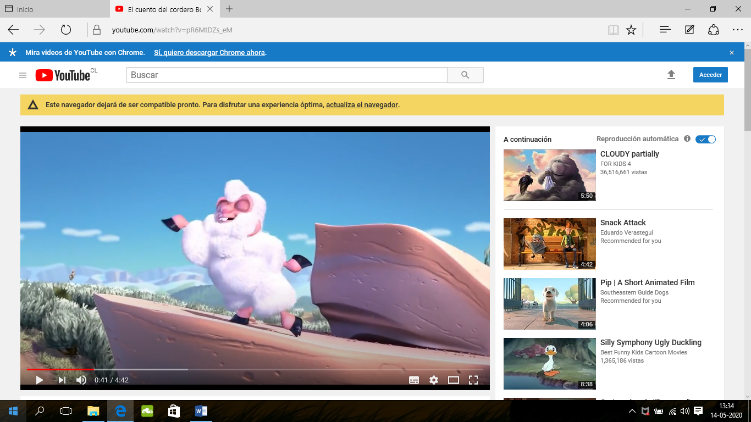 Inicio
El cuento del cordero Bo
youtube.com/watch?v=pR6MtDZs_eM
Mira videos de YouTube con Chrome. Sí, quiero descargar Chrome ahora.
YouTube CL
Buscar
Acceder
Este navegador dejará de ser compatible pronto. Para disfrutar una experiencia óptima, actualiza el navegador.
A continuación
Reproducción automática
CLOUDY partially
FOR KIDS 4
36,516,661 vistas
5:50
Snack Attack
Eduardo Verastegui
Recommended for you
4:42
Pip | A Short Animated Film
Southeastern Guide Dogs
Recommended for you
4:06
Silly Symphony Ugly Duckling
Best Funny Kids Cartoon Movies
1,365,186 vistas
8:38
0:41 / 4:42
13:34
14-05-2020